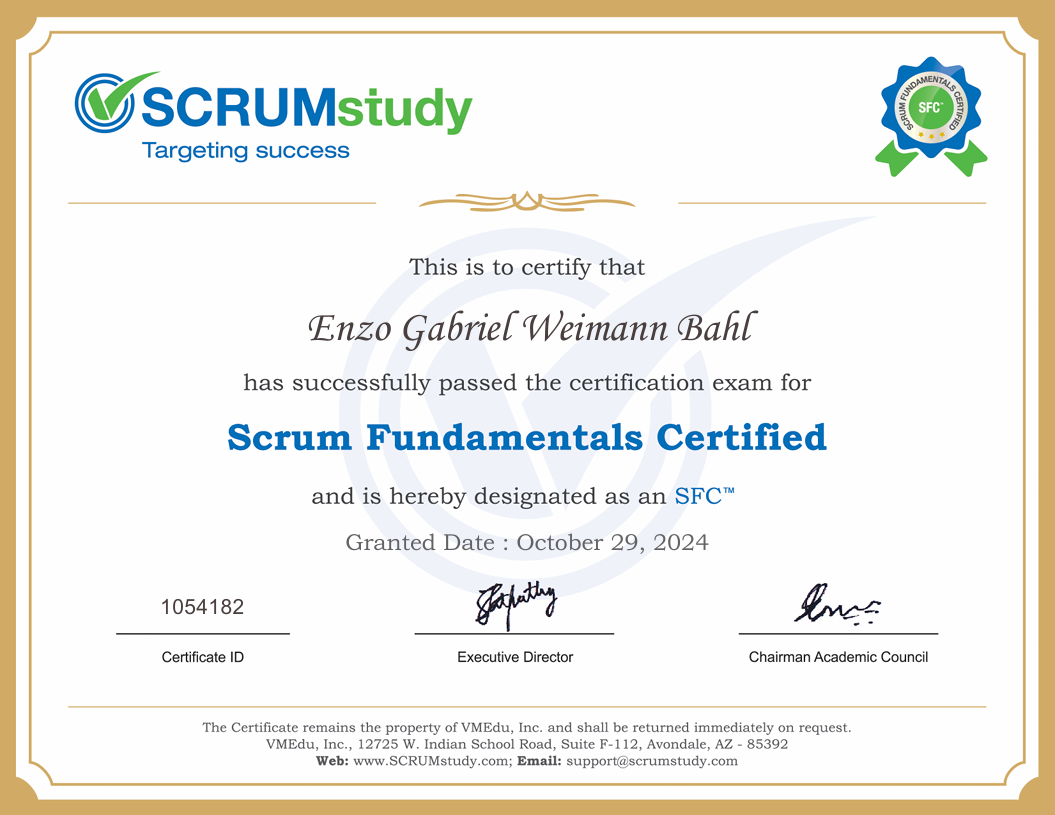 SCRUMstudy
Targeting success
SCRUM FUNDAMENTALS CERTIFIED
SFC™
This is to certify that
Enzo Gabriel Weimann Bahl
has successfully passed the certification exam for
Scrum Fundamentals Certified
and is hereby designated as an SFC™
Granted Date : October 29, 2024
1054182
Certificate ID
Executive Director
Chairman Academic Council
The Certificate remains the property of VMEdu, Inc. and shall be returned immediately on request.
VMEdu, Inc., 12725 W. Indian School Road, Suite F-112, Avondale, AZ - 85392
Web: www.SCRUMstudy.com; Email: support@scrumstudy.com